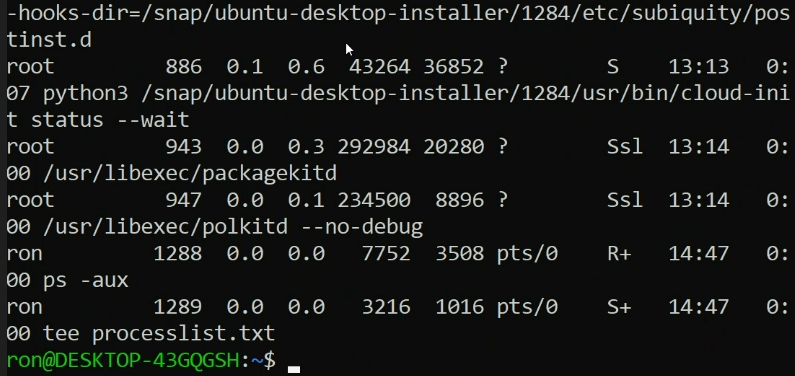 -hooks-dir=/snap/ubuntu-desktop-installer/1284/etc/subiquity/pos
tinst.d
root 886 0.1 0.6 43264 36852 ? S 13:13 0:
07 python3 /snap/ubuntu-desktop-installer/1284/usr/bin/cloud-ini
t status --wait
root 943 0.0 0.3 292984 20280 ? Ssl 13:14 0:
00 /usr/libexec/packagekitd
root 947 0.0 0.1 234500 8896 ? Ssl 13:14 0:
00 /usr/libexec/polkitd --no-debug
ron 1288 0.0 0.0 7752 3508 pts/0 R+ 14:47 0:
00 ps -aux
ron 1289 0.0 0.0 3216 1016 pts/0 S+ 14:47 0:
00 tee processlist.txt
ron@DESKTOP-43GQGSH:~$